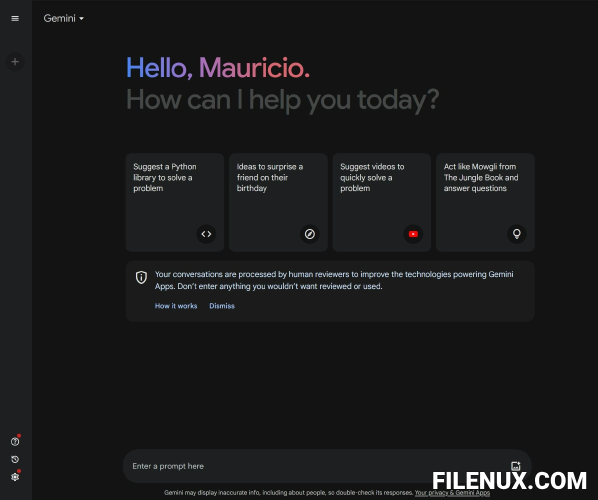 Gemini
Hello, Mauricio.
How can I help you today?
Suggest a Python
library to solve a
problem
Ideas to surprise a
friend on their
birthday
Suggest videos to
quickly solve a
problem
Act like Mowgli from
The Jungle Book and
answer questions
Your conversations are processed by human reviewers to improve the technologies powering Gemini
Apps. Don't enter anything you wouldn't want reviewed or used.
How it works Dismiss
Enter a prompt here
Gemini may display inaccurate info, including about people, so double-check its responses. Your privacy & Gemini Apps
FILENUX.COM